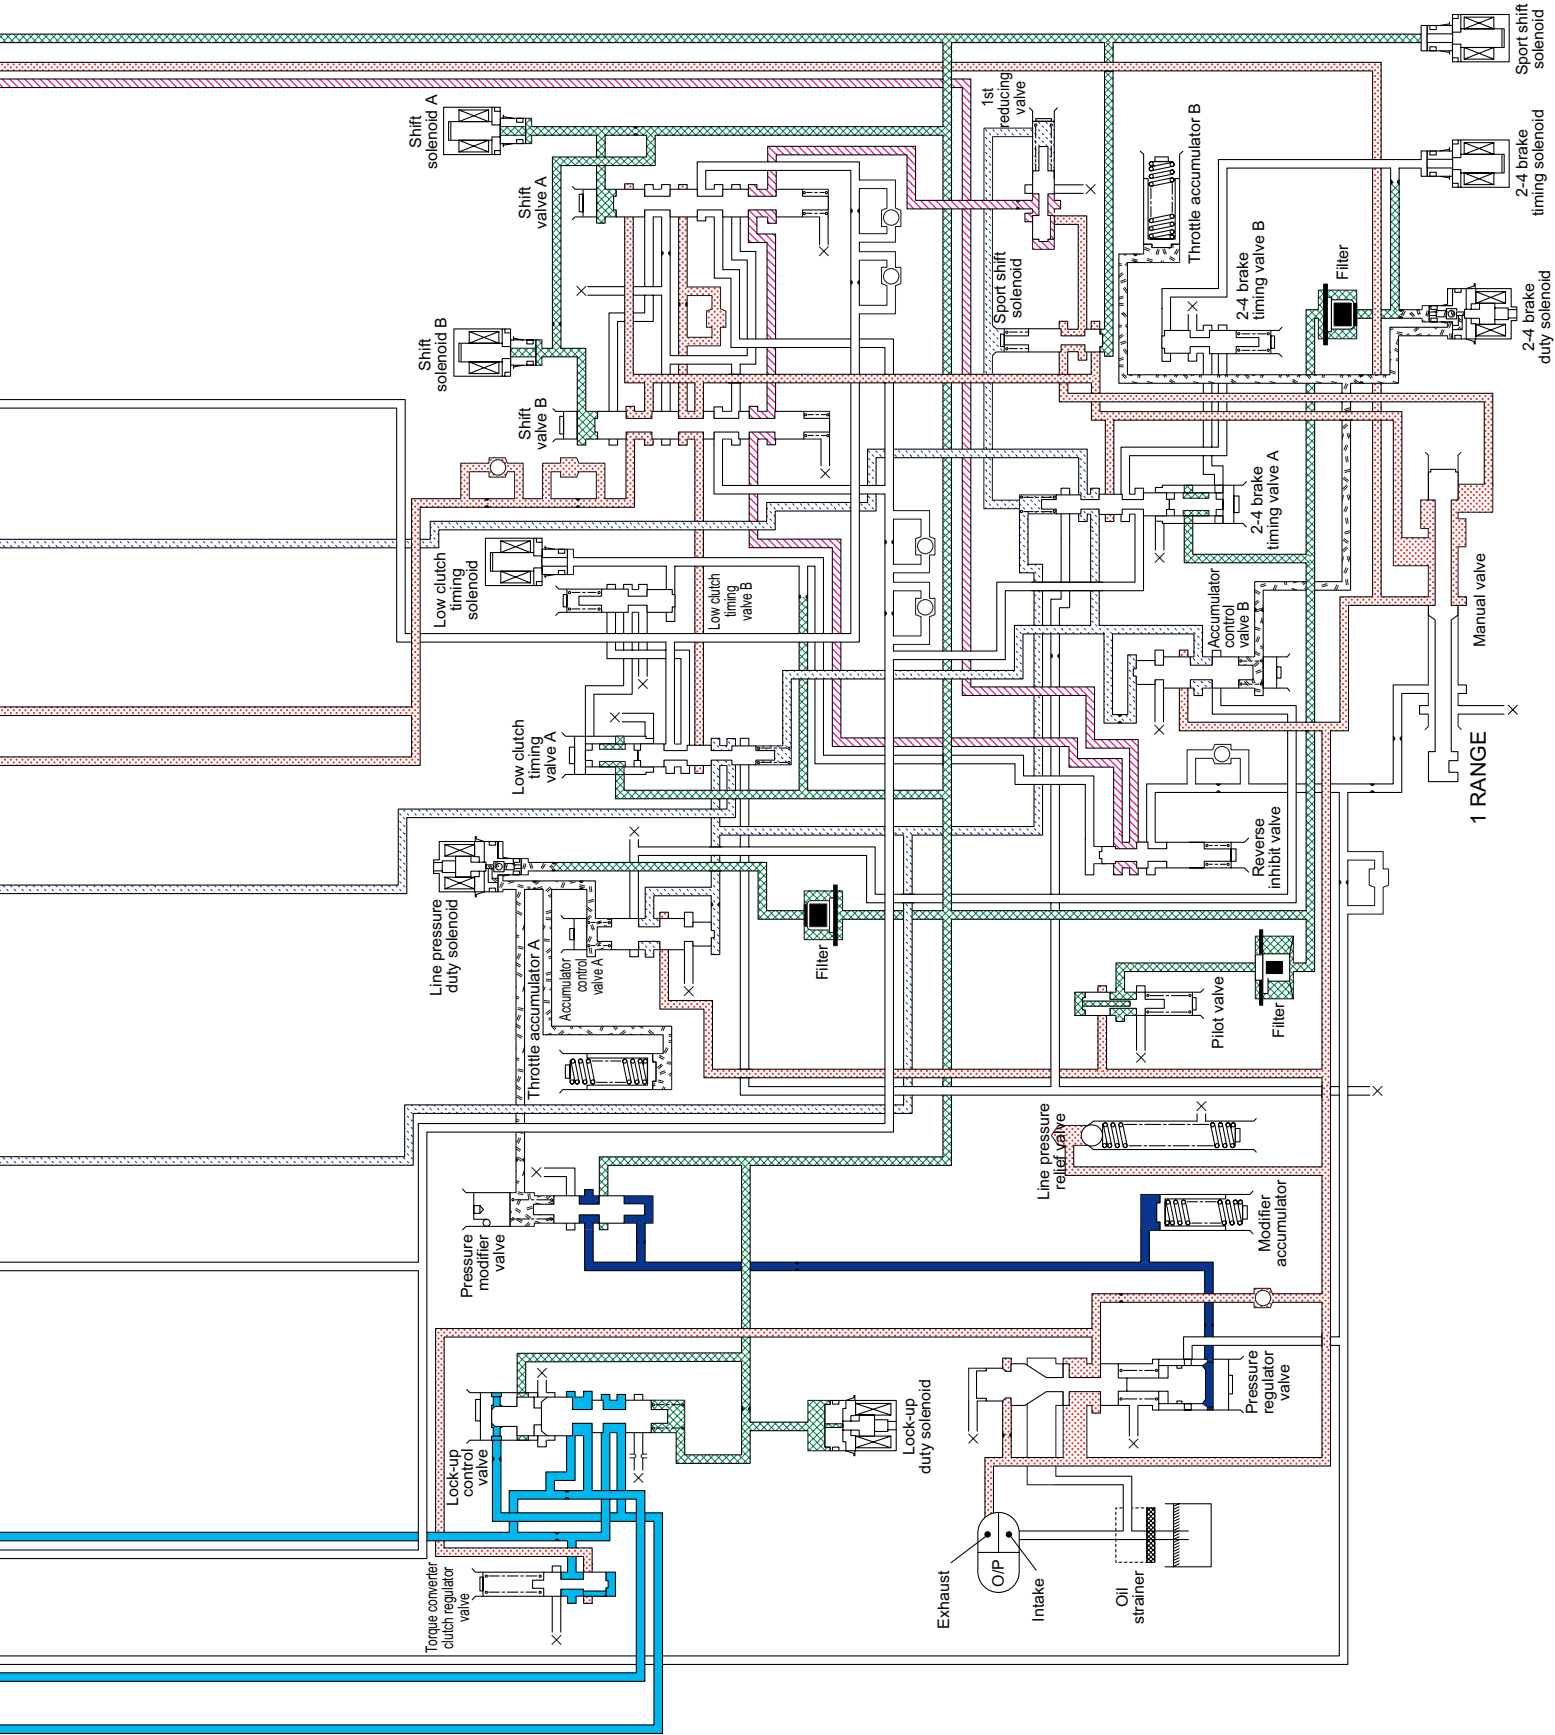 Sport shift
solenoid
Shift
solenoid A
1st
reducing
valve
Throttle accumulator B
2-4 brake
timing solenoid
Shift
valve A
Sport shift
solenoid
2-4 brake
timing valve B
Filter
2-4 brake
duty solenoid
Shift
solenoid B
Shift
valve B
2-4 brake
timing valve A
Low clutch
timing
solenoid
Low clutch
timing
valve B
Accumulator
control
valve B
Manual valve
Low clutch
timing
valve A
1 RANGE
Reverse
inhibit valve
Line pressure
duty solenoid
Throttle accumulator A
Accumulator
control
valve A
Filter
Pilot valve
Filter
Line pressure
relief valve
Pressure
modifier
valve
Modifier
accumulator
Lock-up
control
valve
Lock-up
duty solenoid
Pressure
regulator
valve
Torque converter
clutch regulator
valve
Exhaust
O/P
Intake
Oil
strainer